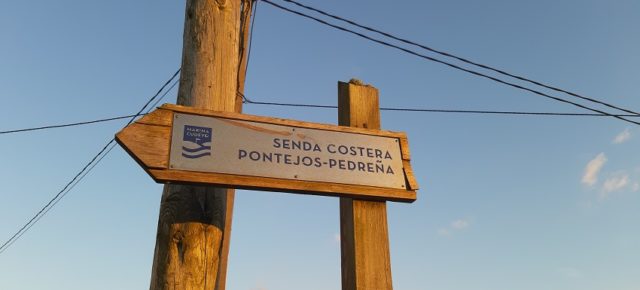 MARINA
CUDEYO
SENDA COSTERA
PONTEJOS-PEDREÑA